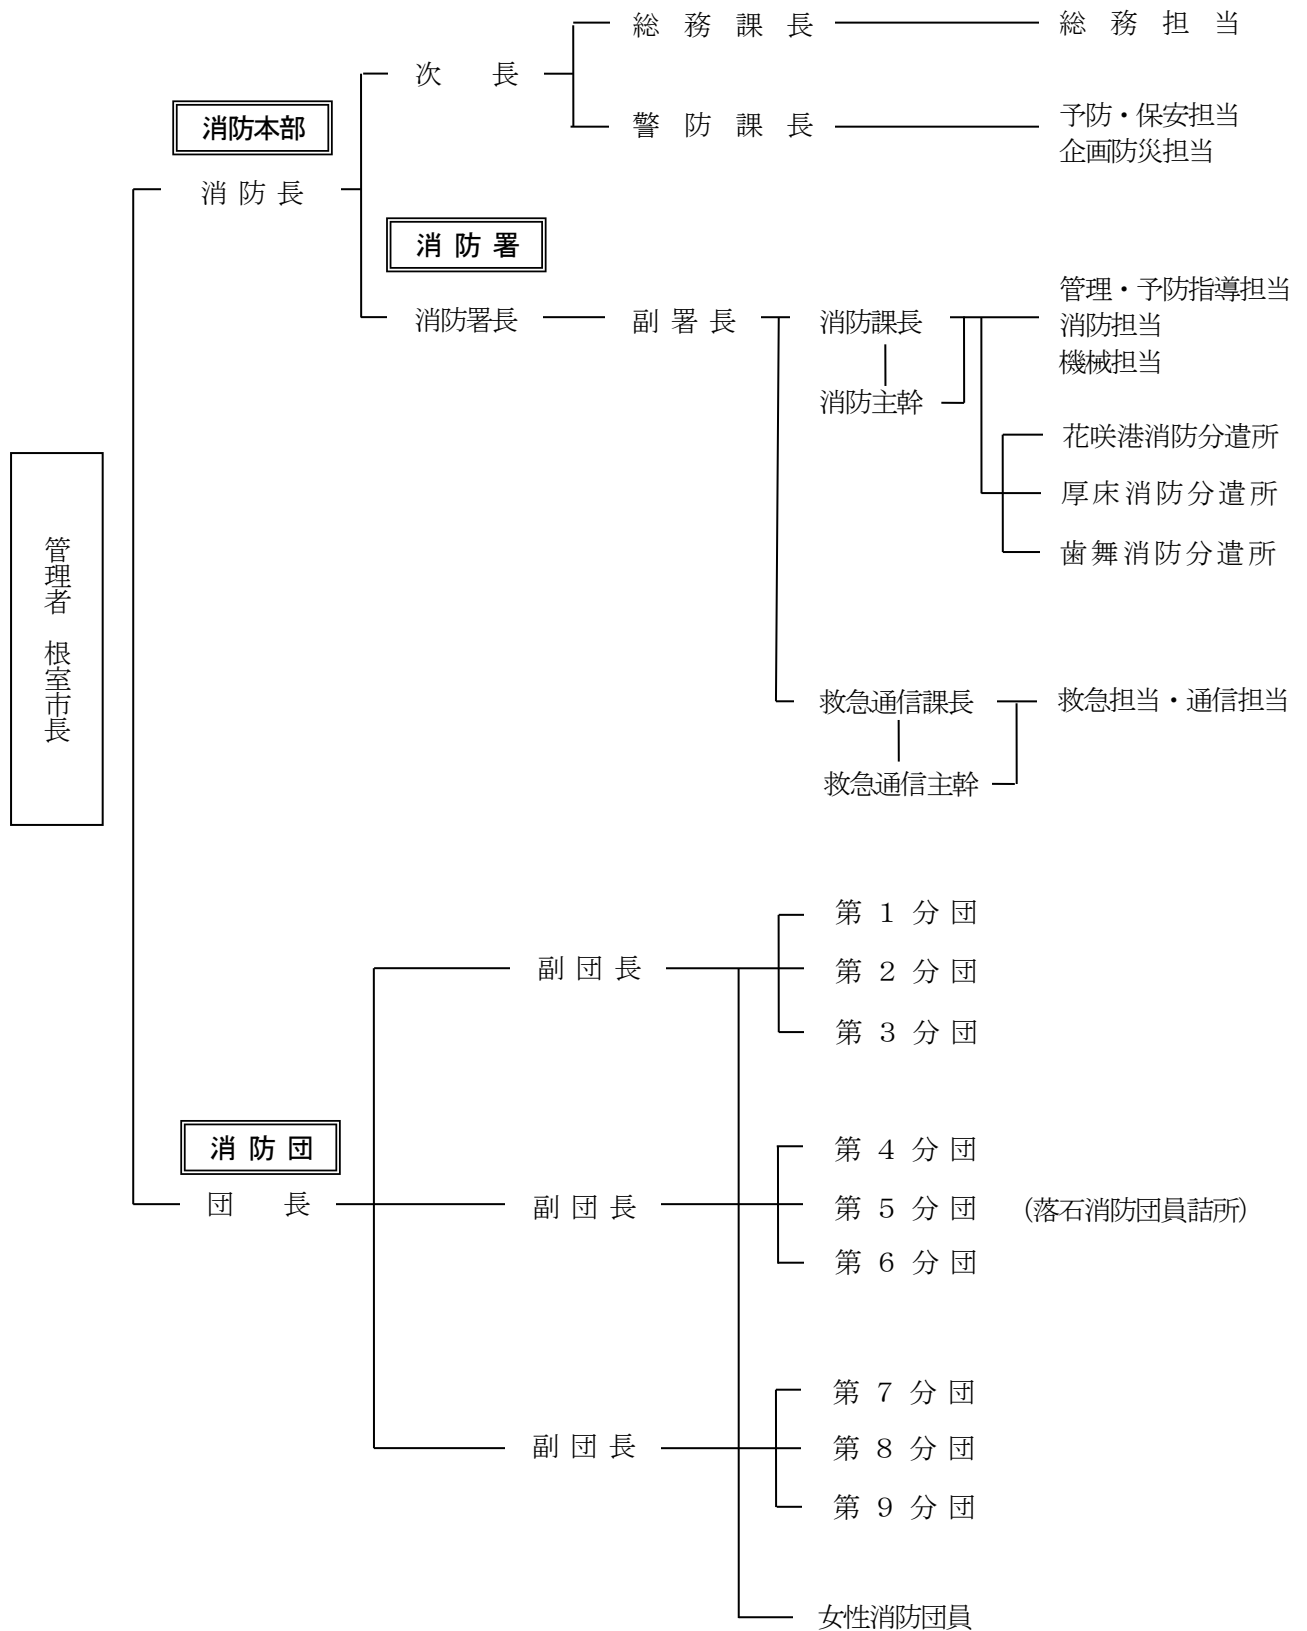 総務課長
総務担当
次長
消防本部
警防課長
予防・保安担当
企画防災担当
消防長
消防署
消防署長
副署長
消防課長
管理・予防指導担当
消防担当
機械担当
消防主幹
花咲港消防分遣所
厚床消防分遣所
歯舞消防分遣所
管理者 根室市長
救急通信課長
救急担当・通信担当
救急通信主幹
副団長
第1分団
第2分団
第3分団
消防団
団長
副団長
第4分団
第5分団 (落石消防団員詰所)
第6分団
副団長
第7分団
第8分団
第9分団
女性消防団員